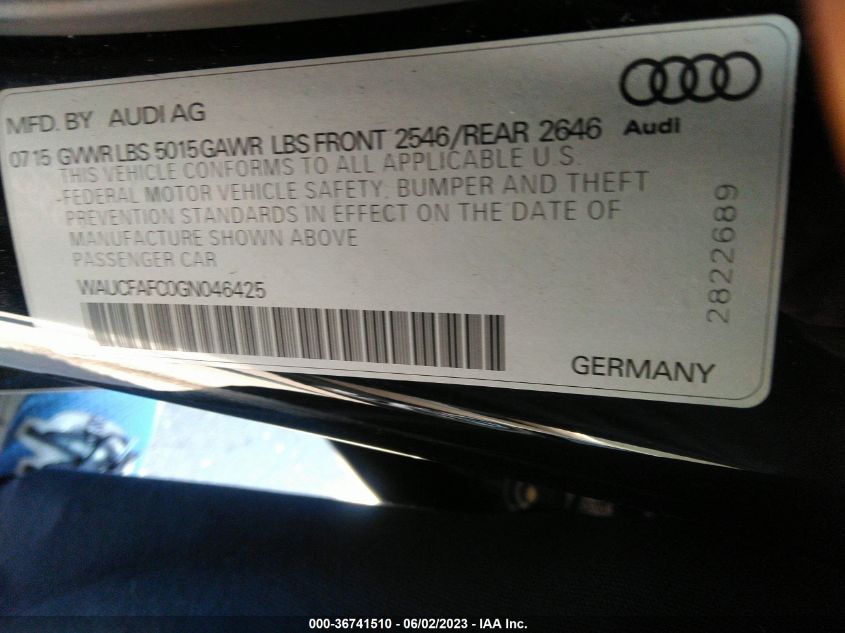 MFD. BY AUDI AG
07 15 GVWR LBS 5015 GAWR LBS FRONT 2546/REAR 2646
THIS VEHICLE CONFORMS TO ALL APPLICABLE U.S.
FEDERAL MOTOR VEHICLE SAFETY, BUMPER AND THEFT
PREVENTION STANDARDS IN EFFECT ON THE DATE OF
MANUFACTURE SHOWN ABOVE
PASSENGER CAR
WAUCFAFC0GN046425
Audi
2822689
GERMANY
000-36741510 - 06/02/2023 - IAA Inc.